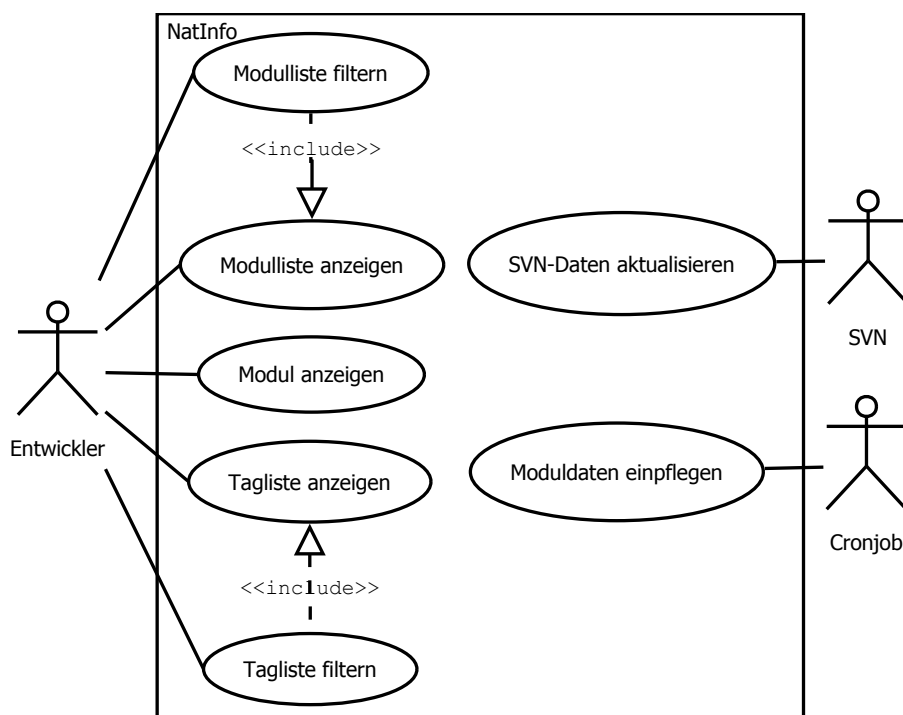 NatInfo
Modulliste filtern
<<include>>
Modulliste anzeigen
SVN-Daten aktualisieren
SVN
Modul anzeigen
Entwickler
Tagliste anzeigen
Moduldaten einpflegen
Cronjob
<<include>>
Tagliste filtern